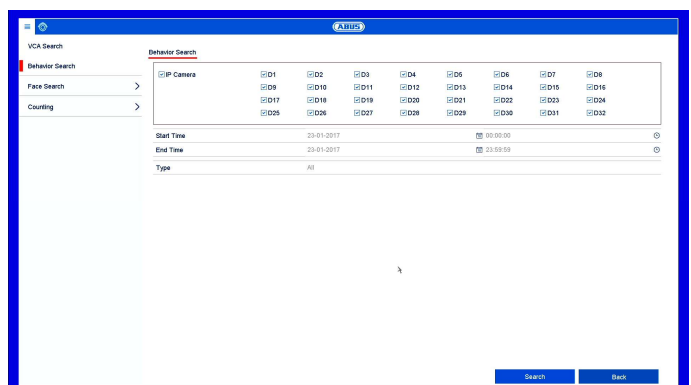 ABUS
VCA Search
Behavior Search
Face Search
Counting
Behavior Search
IP Camera D1 D2 D3 D4 D5 D6 D7 D8
D9 D10 D11 D12 D13 D14 D15 D16
D17 D18 D19 D20 D21 D22 D23 D24
D25 D26 D27 D28 D29 D30 D31 D32
Start Time 23-01-2017 00:00:00
End Time 23-01-2017 23:59:59
Type All
Search Back